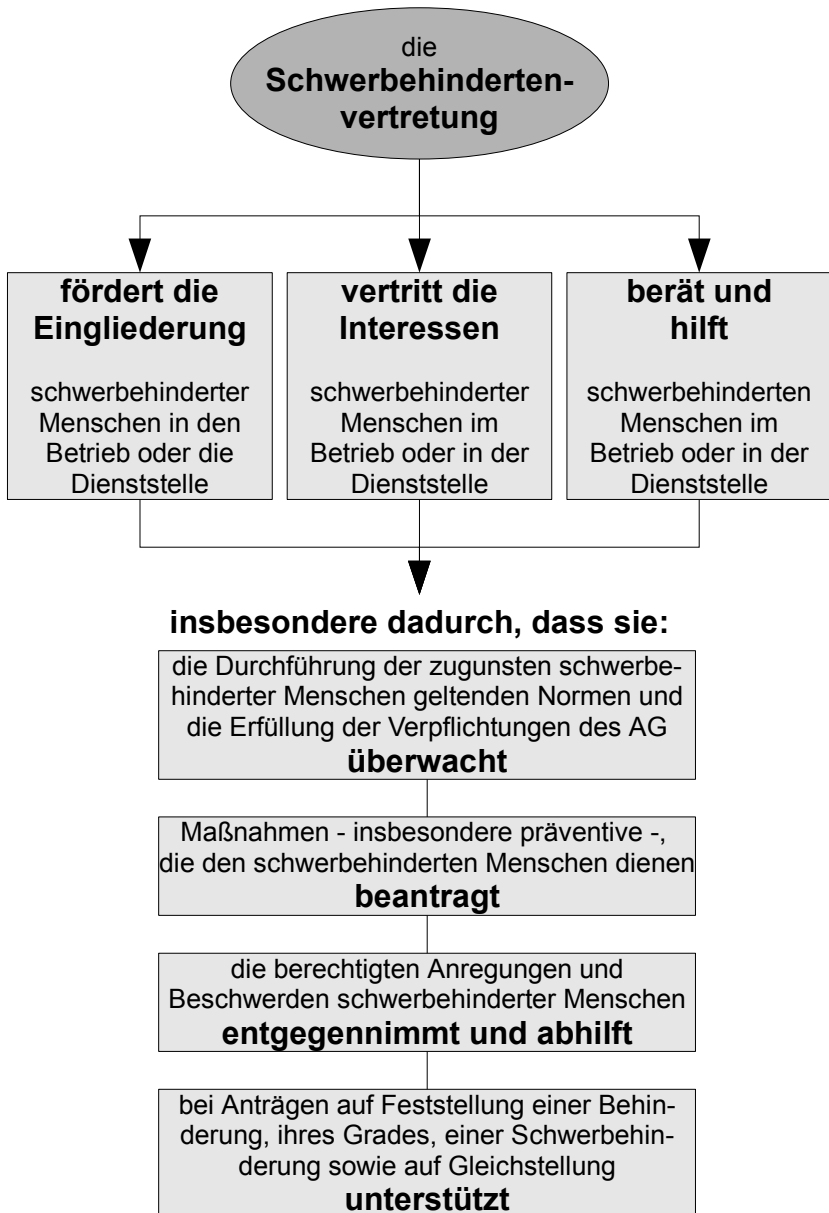 die
Schwerbehinderten-
vertretung
fördert die
Eingliederung
schwerbehinderter
Menschen in den
Betrieb oder die
Dienststelle
vertritt die
Interessen
schwerbehinderter
Menschen im
Betrieb oder in der
Dienststelle
berät und
hilft
schwerbehinderten
Menschen im
Betrieb oder in der
Dienststelle
insbesondere dadurch, dass sie:
die Durchführung der zugunsten schwerbe-
hinderter Menschen geltenden Normen und
die Erfüllung der Verpflichtungen des AG
überwacht
Maßnahmen - insbesondere präventive -,
die den schwerbehinderten Menschen dienen
beantragt
die berechtigten Anregungen und
Beschwerden schwerbehinderter Menschen
entgegennimmt und abhilft
bei Anträgen auf Feststellung einer Behin-
derung, ihres Grades, einer Schwerbehin-
derung sowie auf Gleichstellung
unterstützt